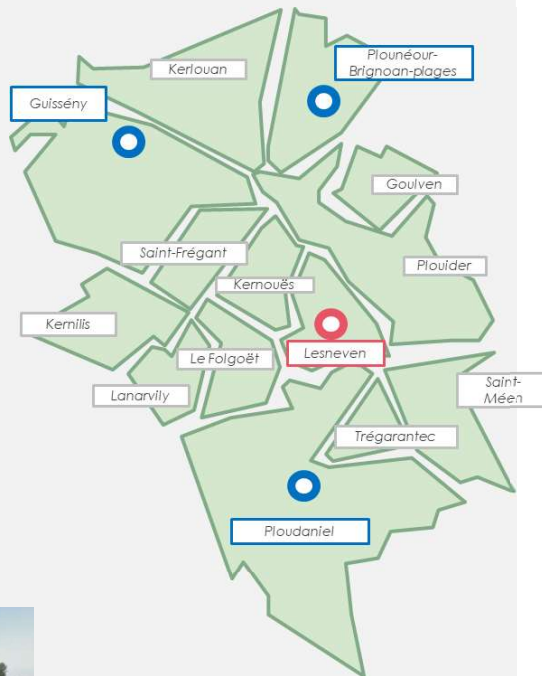 Kerlouan
Plounéour-
Brignoan-plages
Guissény
Goulven
Saint-Frégant
Plouider
Kernouës
Kernilis
Le Folgoët
Lesneven
Lanarvily
Saint-
Méen
Trégarantec
Ploudaniel